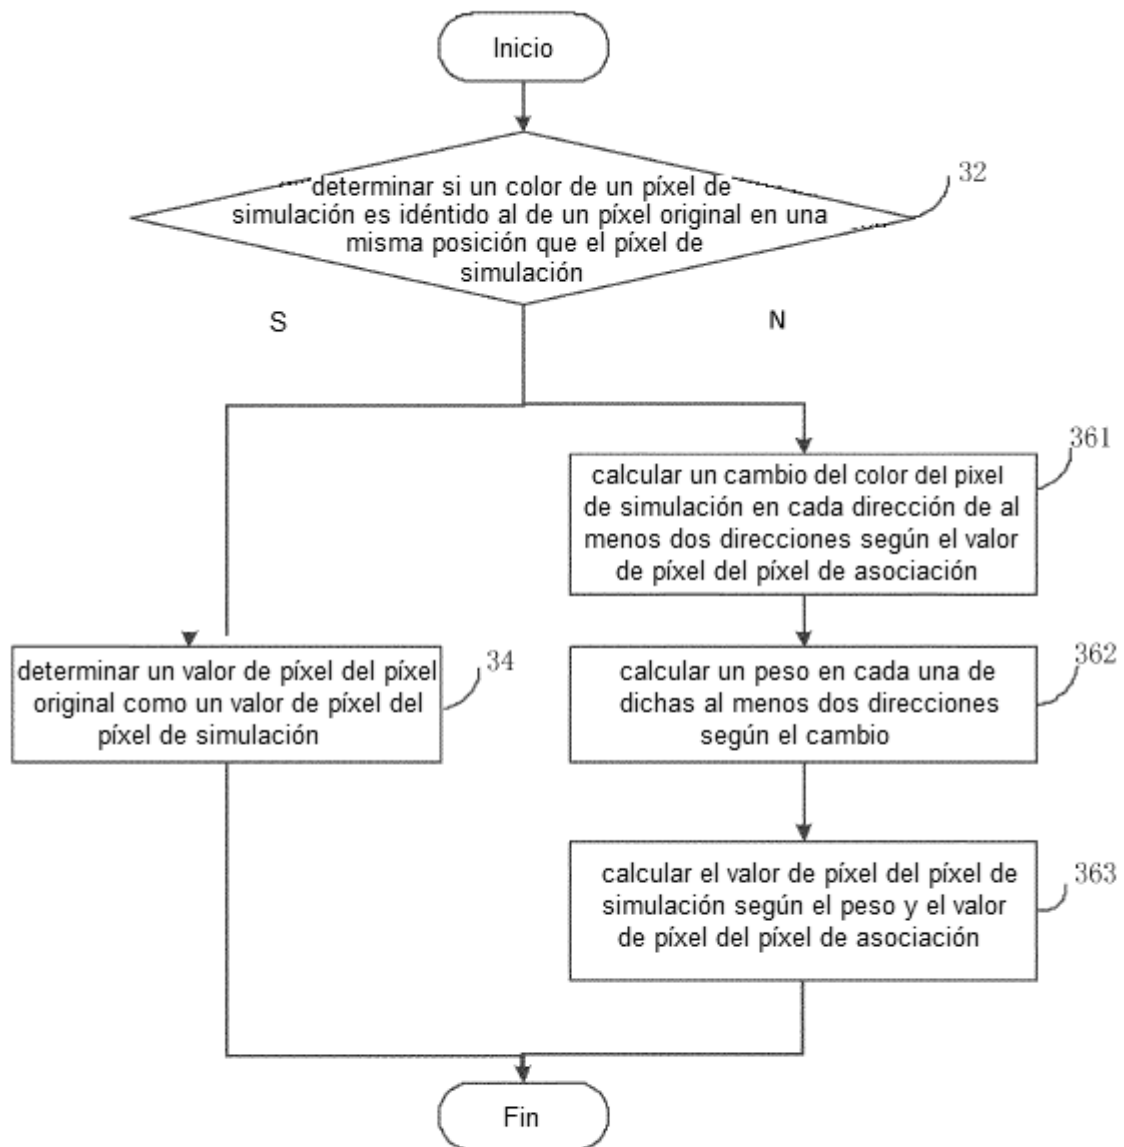 Inicio
determinar si un color de un píxel de
simulación es idéntido al de un píxel original en una
misma posición que el píxel de
simulación
32
S
N
361
calcular un cambio del color del pixel
de simulación en cada dirección de al
menos dos direcciones según el valor
de píxel del píxel de asociación
determinar un valor de píxel del píxel
original como un valor de píxel del
píxel de simulación
34
362
calcular un peso en cada una de
dichas al menos dos direcciones
según el cambio
363
calcular el valor de píxel del píxel de
simulación según el peso y el valor
de píxel del píxel de asociación
Fin